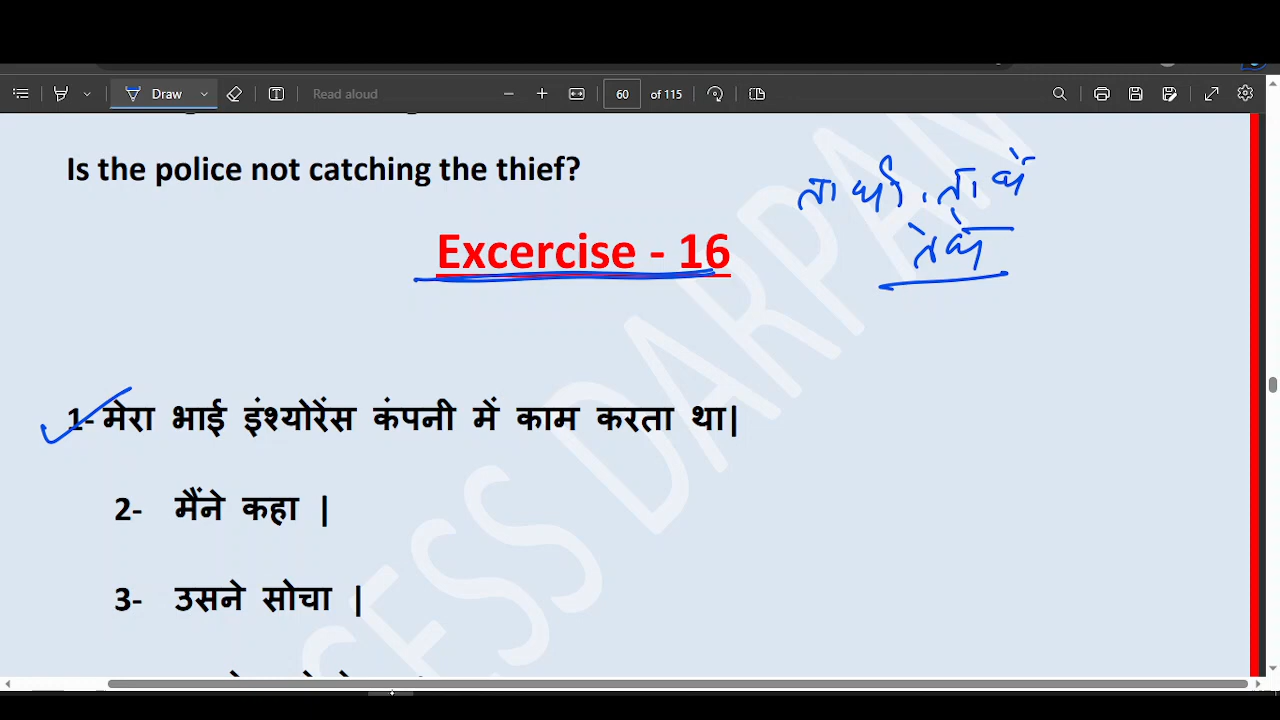 Draw
Read aloud
60 of 115
Is the police not catching the thief?
Excercise - 16
1- मेरा भाई इंश्योरेंस कंपनी में काम करता था|
2- मैंने कहा |
3- उसने सोचा |